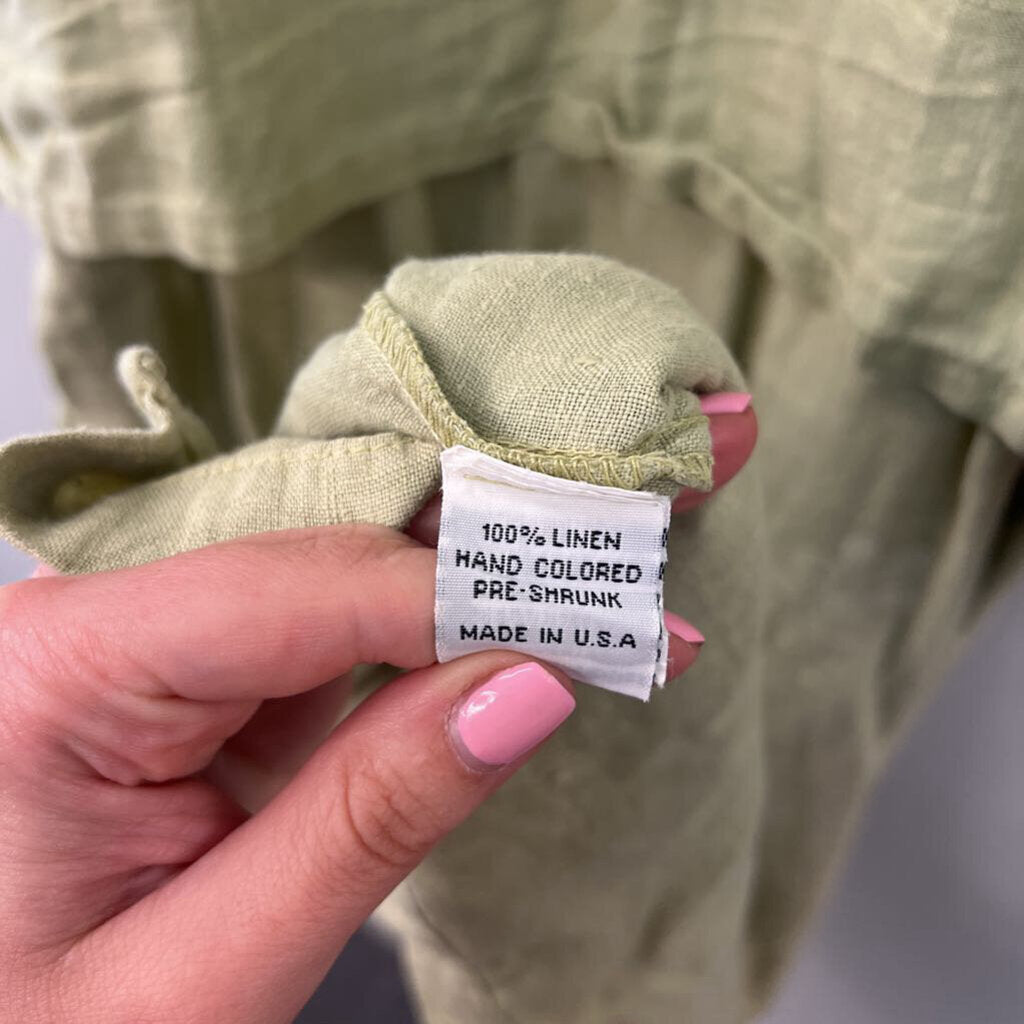 100% LINEN
HAND COLORED
PRE-SHRUNK
MADE IN U.S.A